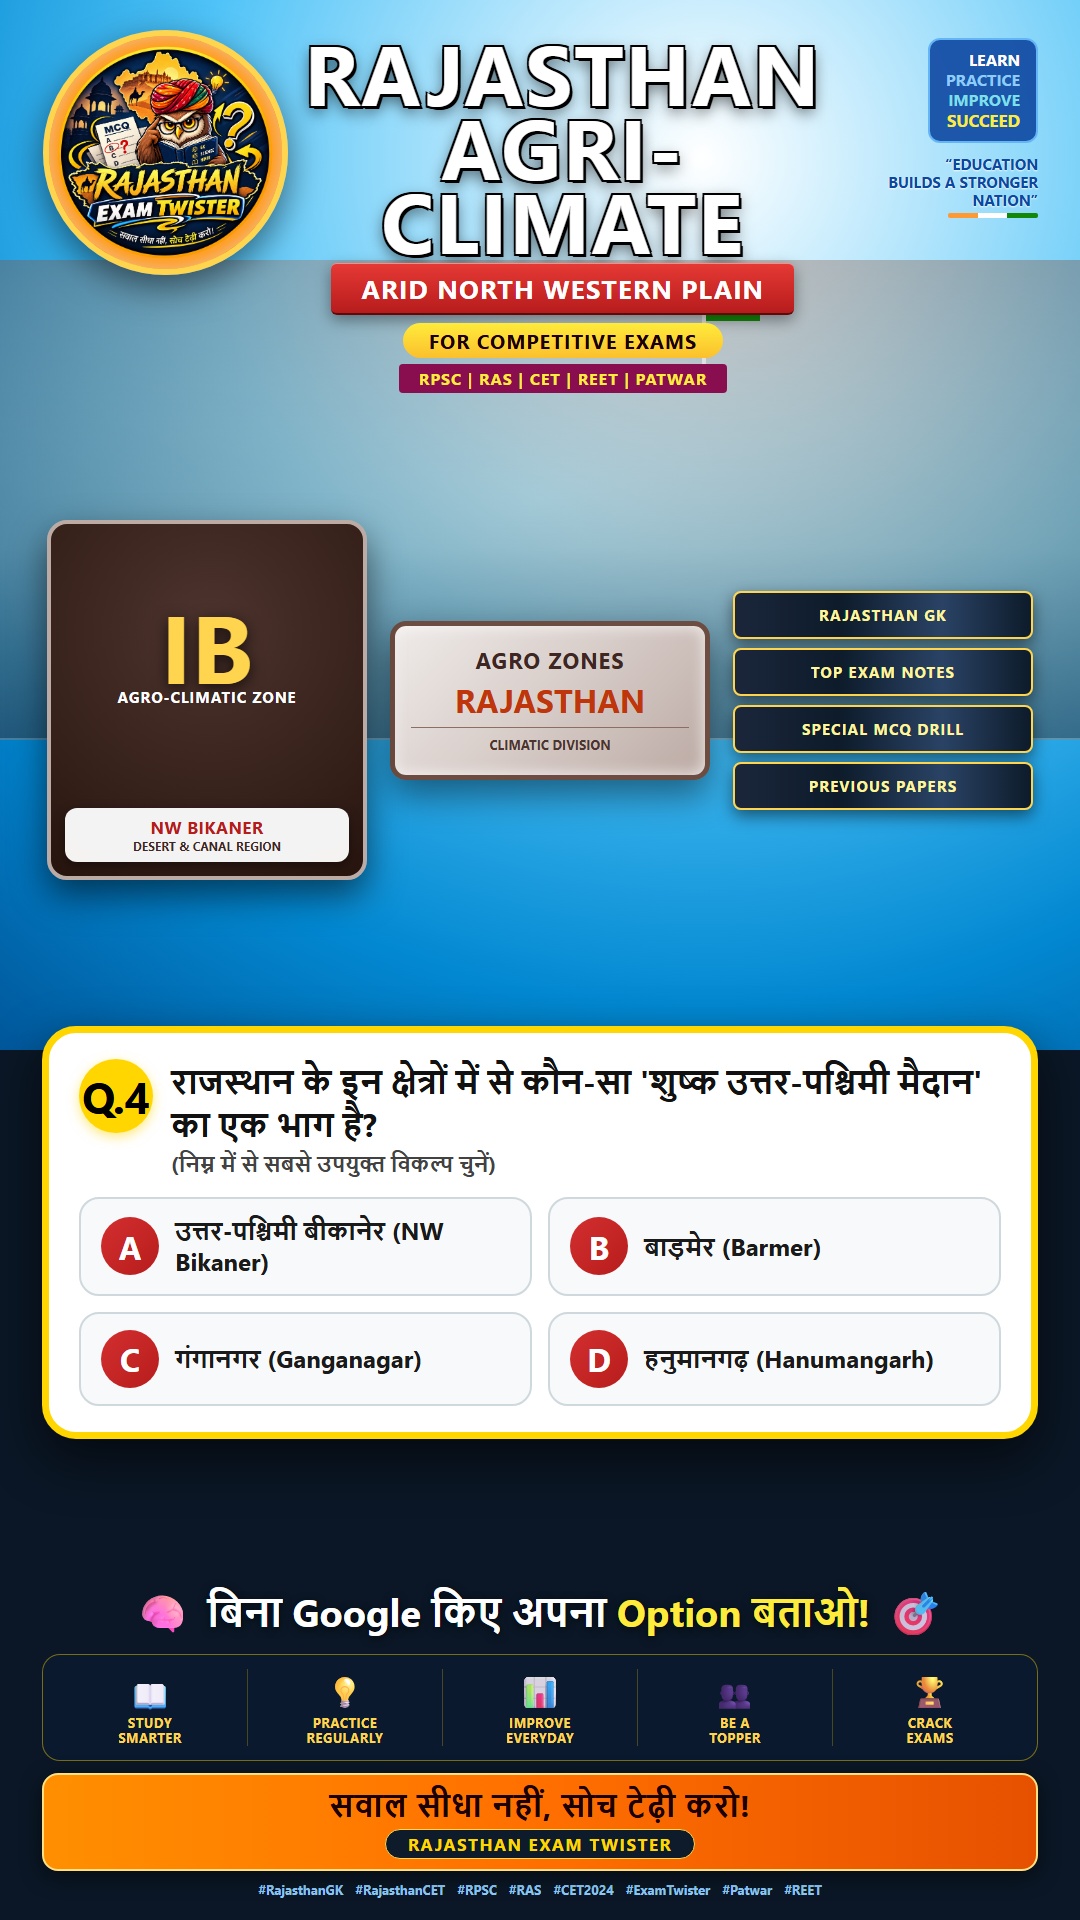 MCQ
A
B
C
D
?
?
RAJASTHAN
EXAM TWISTER
सवाल सीधा नहीं, सोच टेढ़ी करो!
RAJASTHAN
AGRI-
CLIMATE
ARID NORTH WESTERN PLAIN
FOR COMPETITIVE EXAMS
RPSC | RAS | CET | REET | PATWAR
LEARN
PRACTICE
IMPROVE
SUCCEED
“EDUCATION
BUILDS A STRONGER
NATION”
IB
AGRO-CLIMATIC ZONE
NW BIKANER
DESERT & CANAL REGION
AGRO ZONES
RAJASTHAN
CLIMATIC DIVISION
RAJASTHAN GK
TOP EXAM NOTES
SPECIAL MCQ DRILL
PREVIOUS PAPERS
Q.4
राजस्थान के इन क्षेत्रों में से कौन-सा 'शुष्क उत्तर-पश्चिमी मैदान'
का एक भाग है?
(निम्न में से सबसे उपयुक्त विकल्प चुनें)
A उत्तर-पश्चिमी बीकानेर (NW
Bikaner)
B बाड़मेर (Barmer)
C गंगानगर (Ganganagar)
D हनुमानगढ़ (Hanumangarh)
बिना Google किए अपना Option बताओ!
STUDY
SMARTER
PRACTICE
REGULARLY
IMPROVE
EVERYDAY
BE A
TOPPER
CRACK
EXAMS
सवाल सीधा नहीं, सोच टेढ़ी करो!
RAJASTHAN EXAM TWISTER
#RajasthanGK #RajasthanCET #RPSC #RAS #CET2024 #ExamTwister #Patwar #REET